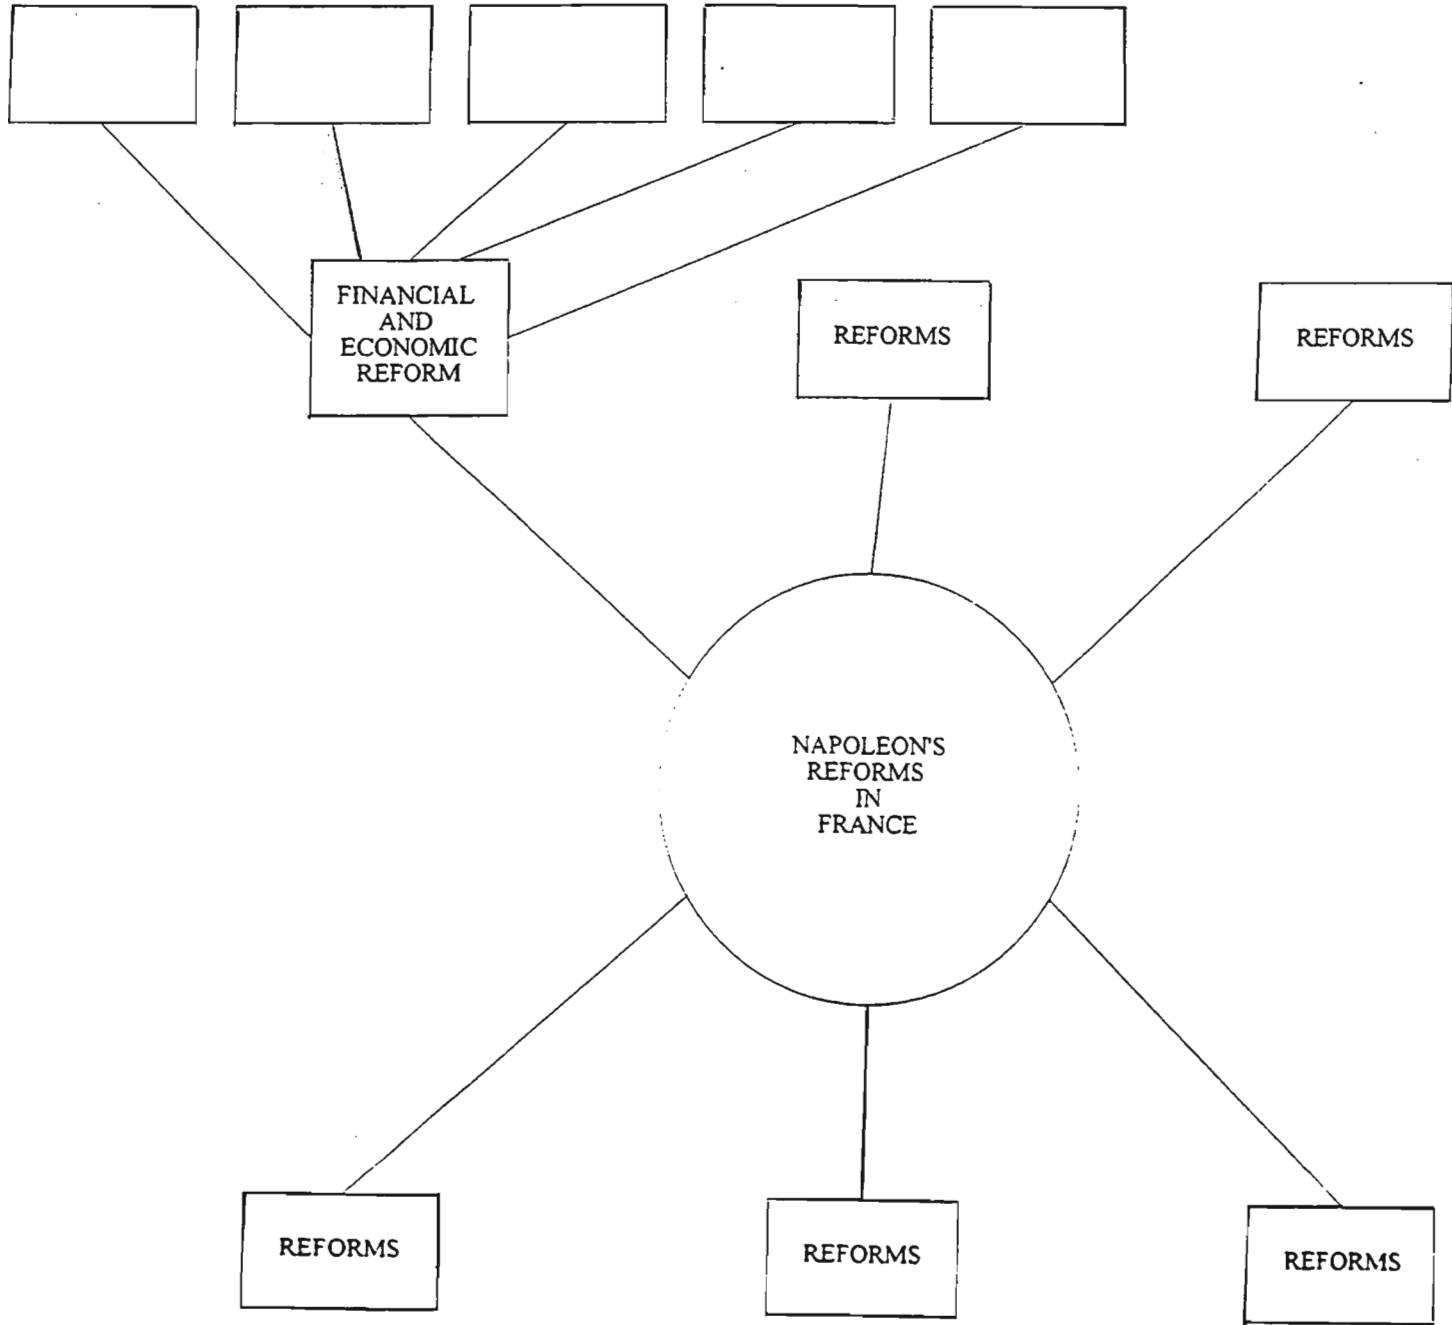 FINANCIAL
AND
ECONOMIC
REFORM
REFORMS
REFORMS
NAPOLEON'S
REFORMS
IN
FRANCE
REFORMS
REFORMS
REFORMS